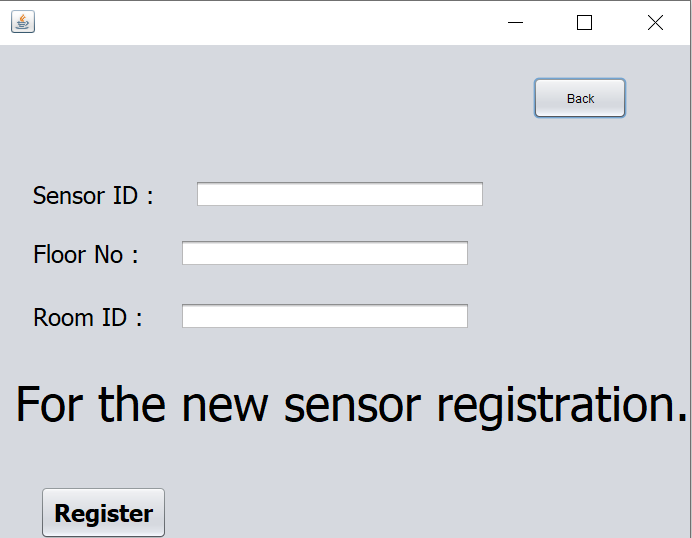 Back
Sensor ID :
Floor No :
Room ID :
For the new sensor registration.
Register